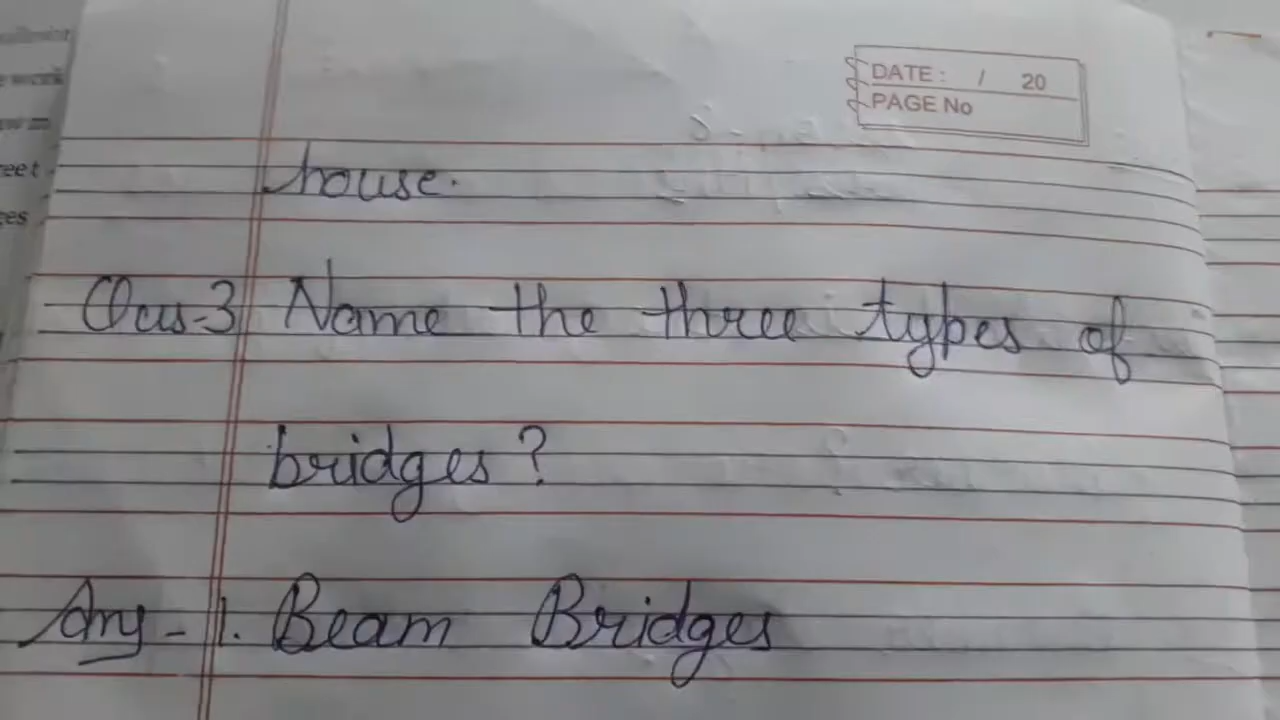 DATE: / 20
PAGE No
house.
Ques-3 Name the three types of
bridges?
Ans- 1. Beam Bridges